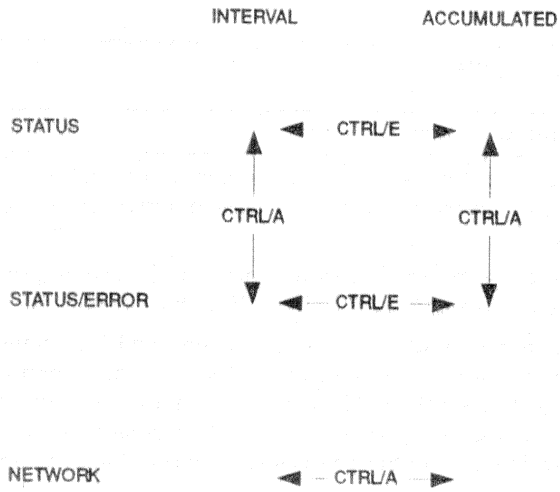 INTERVAL ACCUMULATED
STATUS CTRL/E
CTRL/A CTRL/A
STATUS/ERROR CTRL/E
NETWORK CTRL/A